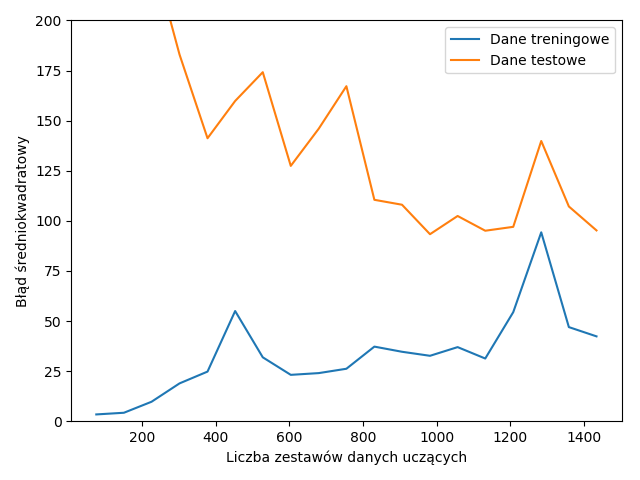 200
175
150
125
100
75
50
25
0
Błąd średniokwadratowy
Dane treningowe
Dane testowe
200 400 600 800 1000 1200 1400
Liczba zestawów danych uczących